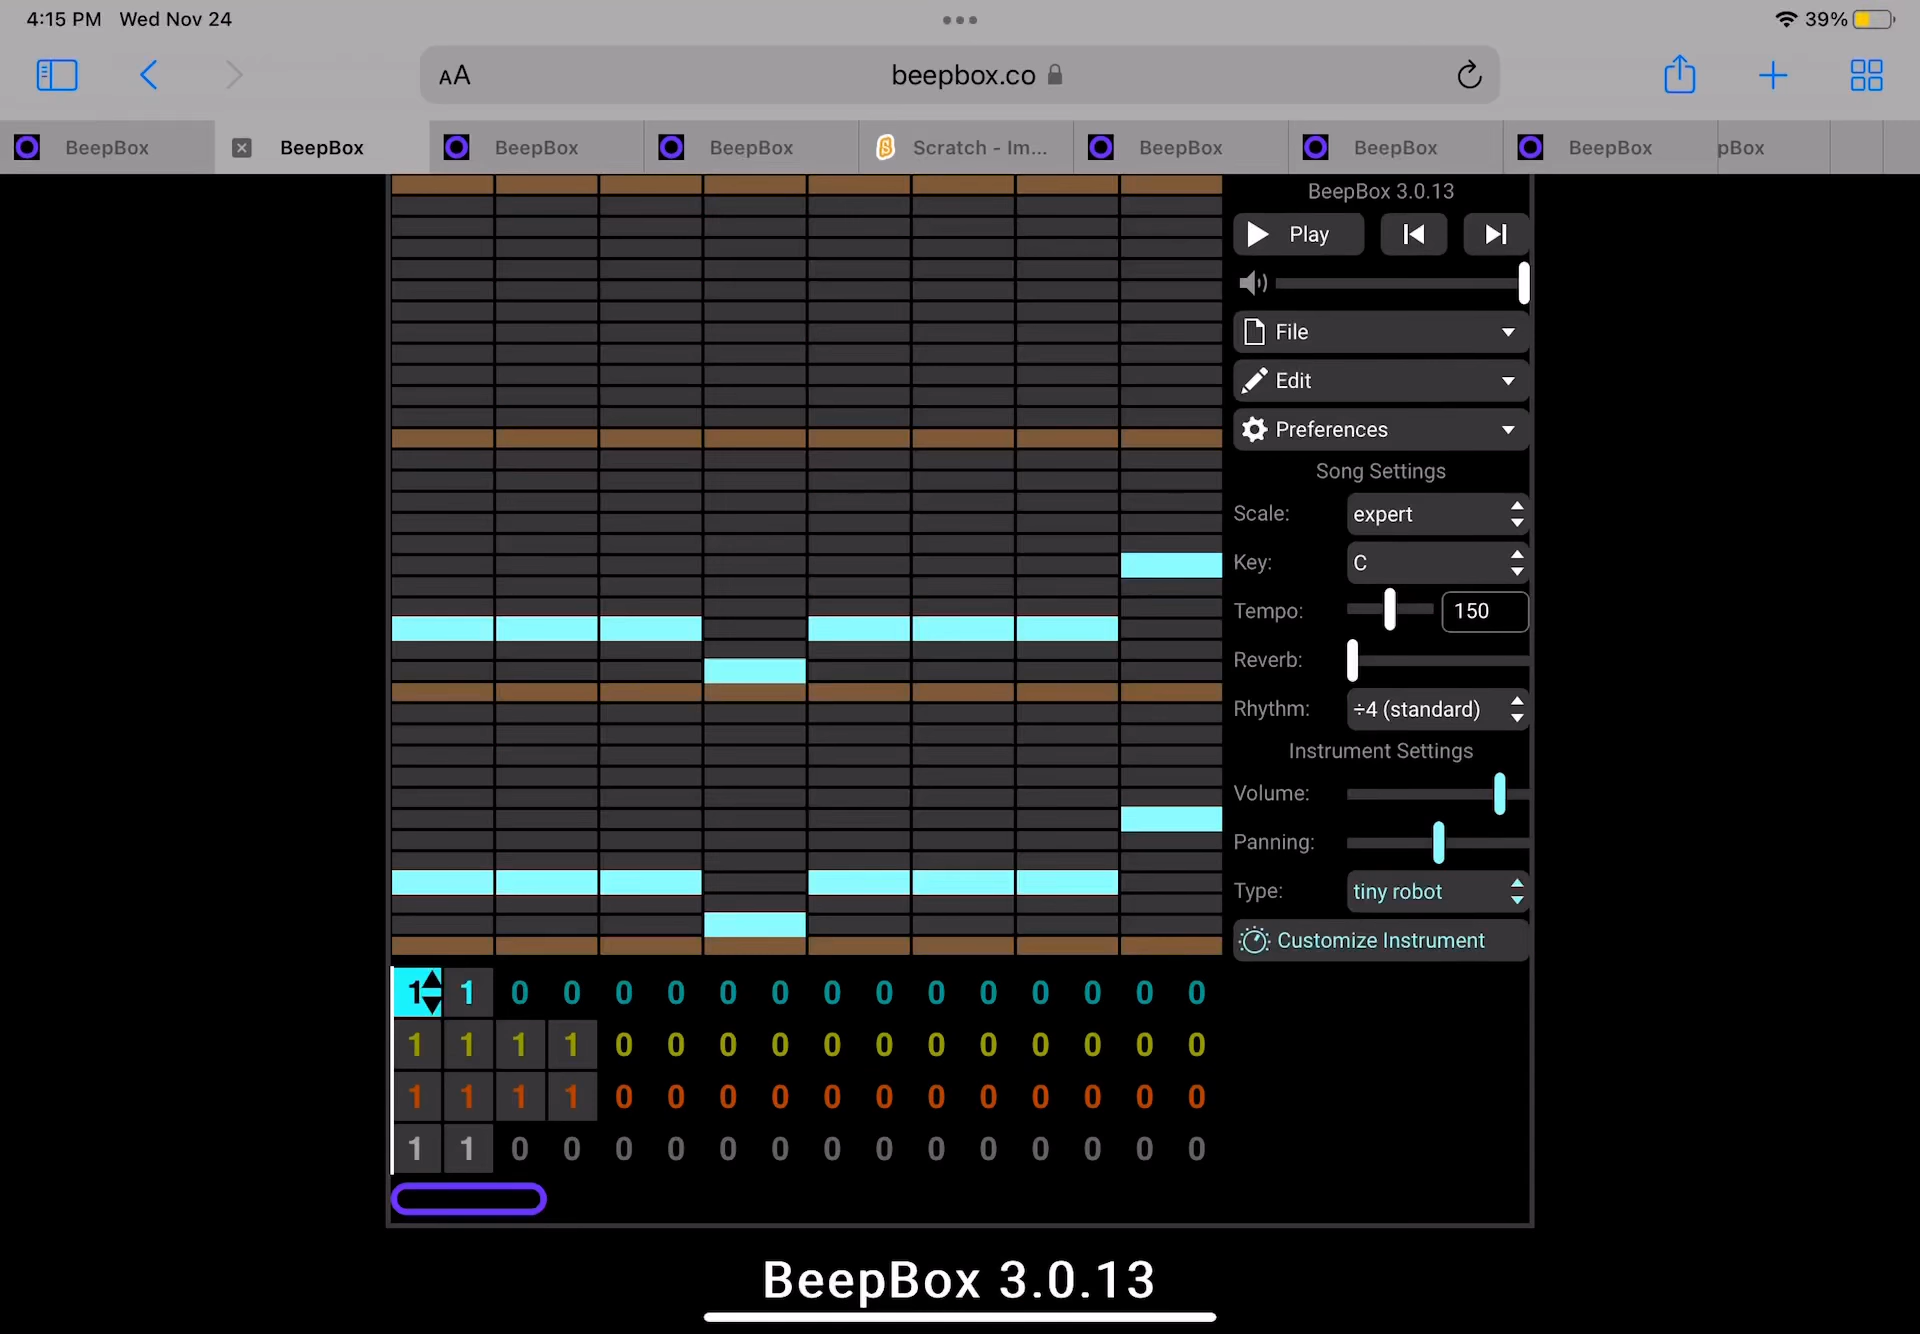 4:15 PM Wed Nov 24
39%
AA
beepbox.co
BeepBox
BeepBox
BeepBox
BeepBox
Scratch - Im...
BeepBox
BeepBox
BeepBox
pBox
BeepBox 3.0.13
Play
File
Edit
Preferences
Song Settings
Scale: expert
Key: C
Tempo: 150
Reverb:
Rhythm: ÷4 (standard)
Instrument Settings
Volume:
Panning:
Type: tiny robot
Customize Instrument
1 1 0 0 0 0 0 0 0 0 0 0 0 0 0 0
1 1 1 1 0 0 0 0 0 0 0 0 0 0 0 0
1 1 1 1 0 0 0 0 0 0 0 0 0 0 0 0
1 1 0 0 0 0 0 0 0 0 0 0 0 0 0 0
BeepBox 3.0.13